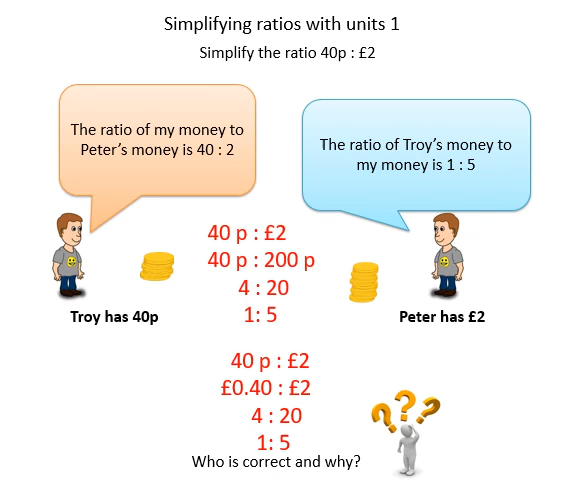 Simplifying ratios with units 1
Simplify the ratio 40p : £2
The ratio of my money to
Peter’s money is 40 : 2
The ratio of Troy’s money to
my money is 1 : 5
40 p : £2
40 p : 200 p
4 : 20
1: 5
Troy has 40p
Peter has £2
40 p : £2
£0.40 : £2
4 : 20
1: 5
Who is correct and why?